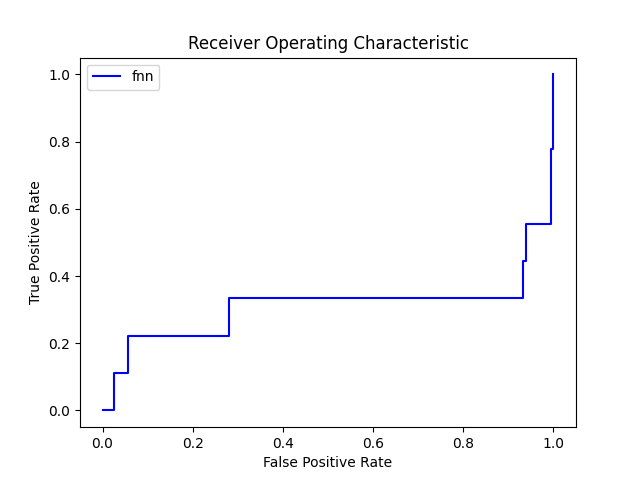 Receiver Operating Characteristic
fnn
1.0
0.8
0.6
0.4
0.2
0.0
True Positive Rate
0.0 0.2 0.4 0.6 0.8 1.0
False Positive Rate